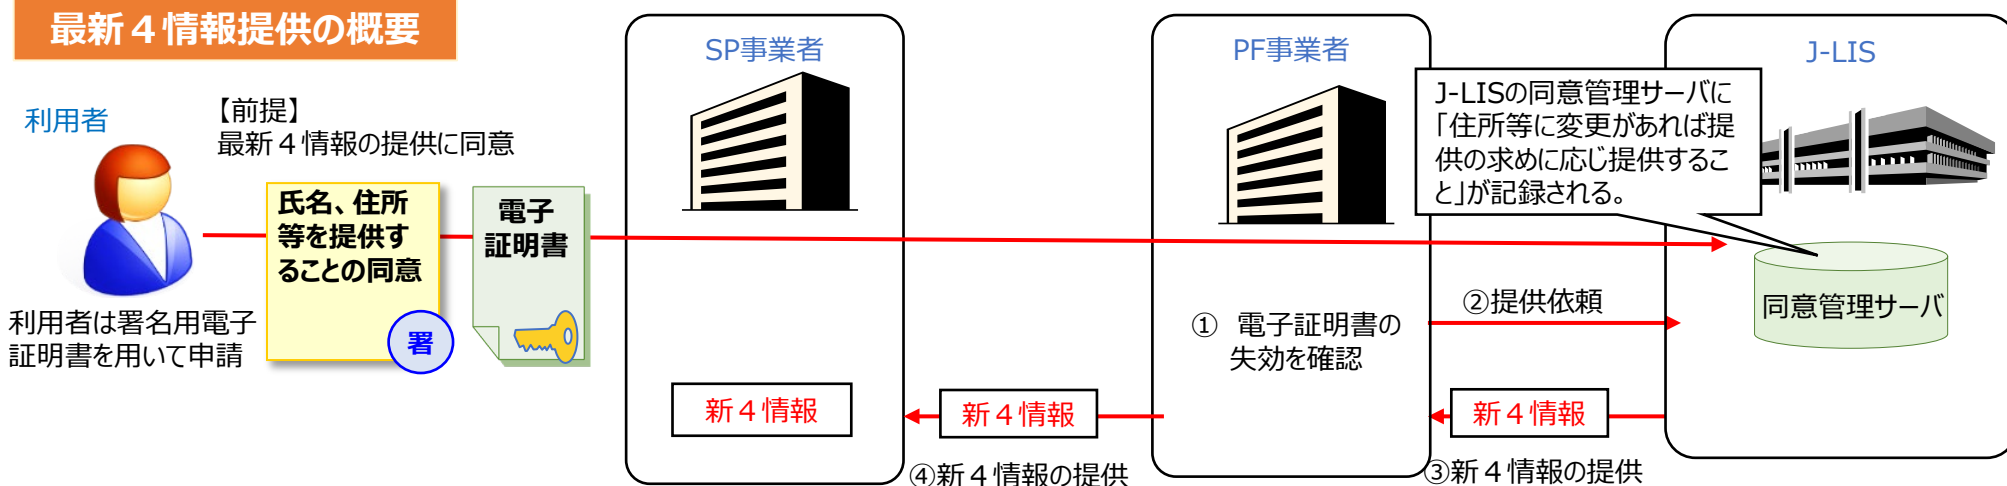 最新４情報提供の概要
利用者
【前提】
最新４情報の提供に同意
氏名、住所
等を提供す
ることの同意
署
電子
証明書
利用者は署名用電子
証明書を用いて申請
SP事業者
新４情報
新４情報
④新４情報の提供
PF事業者
① 電子証明書の
失効を確認
②提供依頼
新４情報
③新４情報の提供
J-LIS
J-LISの同意管理サーバに
「住所等に変更があれば提
供の求めに応じ提供するこ
と」が記録される。
同意管理サーバ